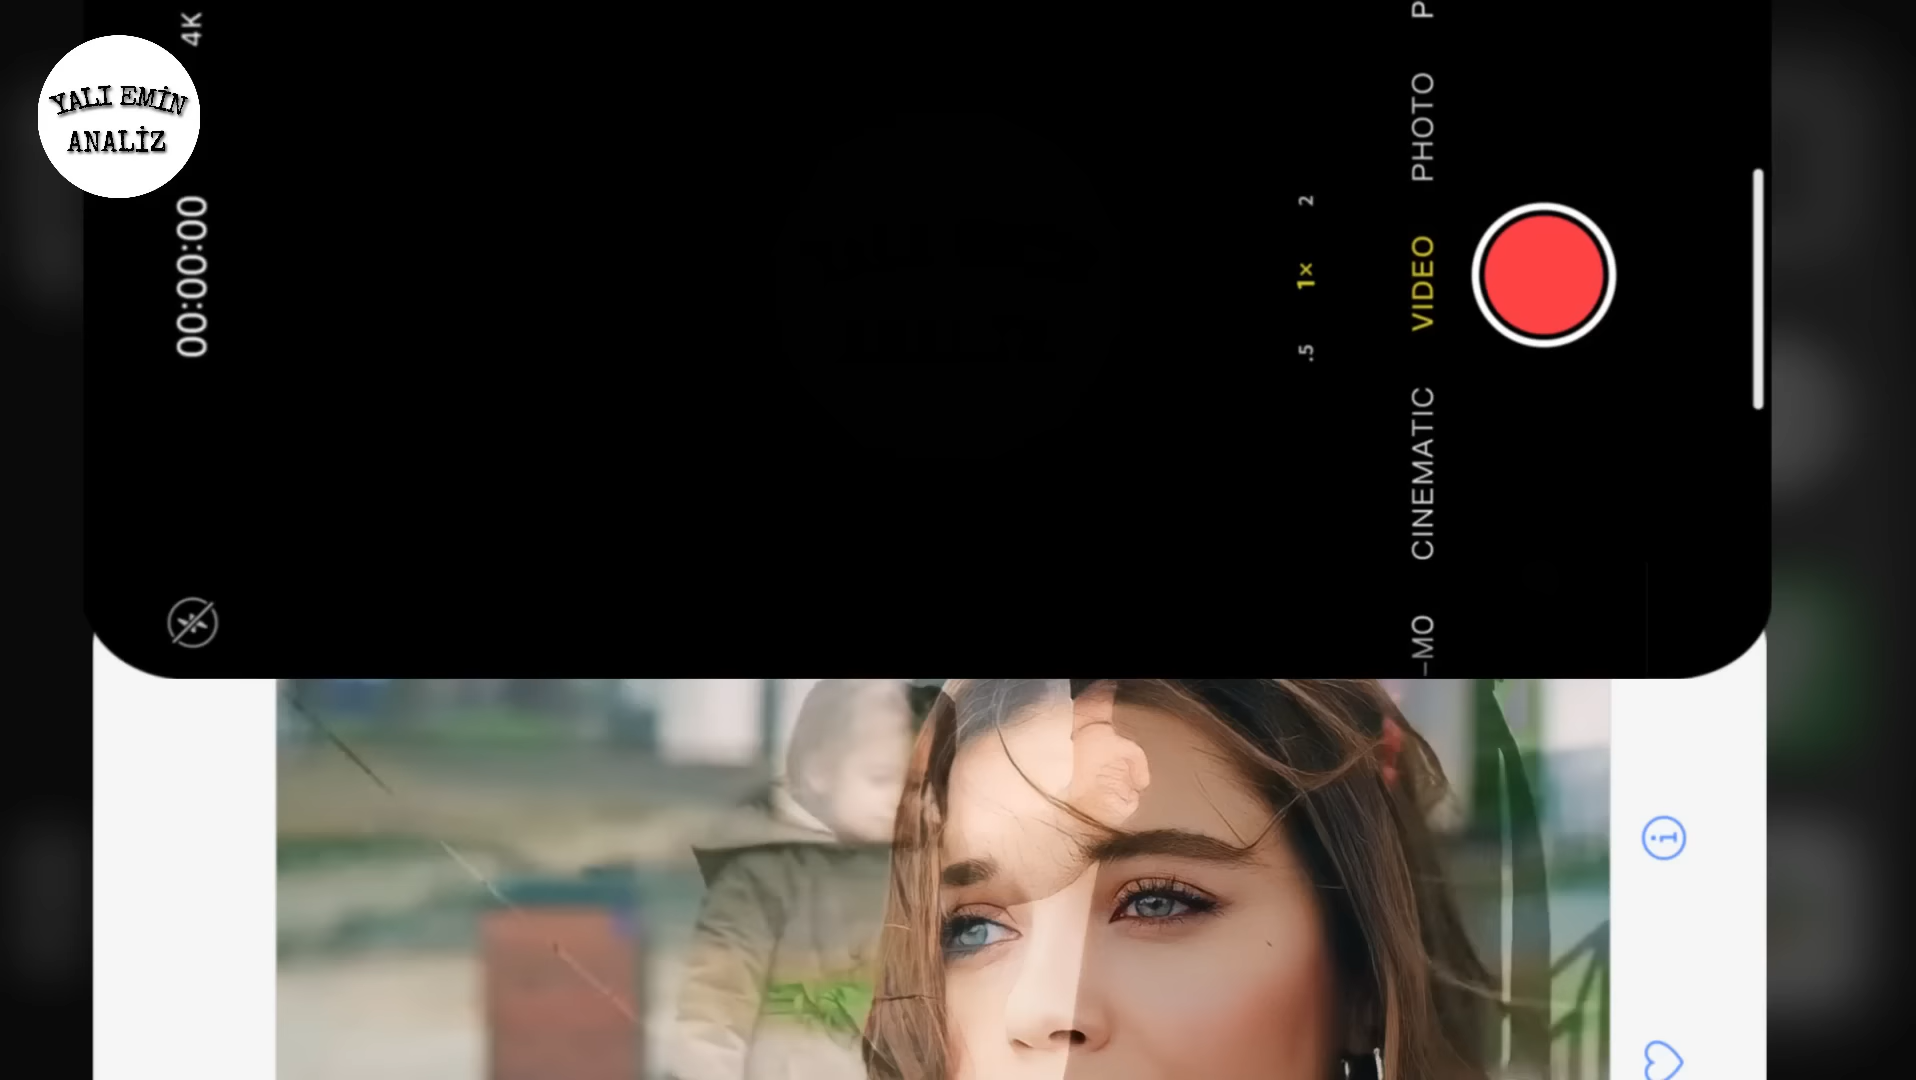 YALI EMİN
ANALİZ
4K
00:00:00
.5
1×
2
–MO
CINEMATIC
VIDEO
PHOTO
P